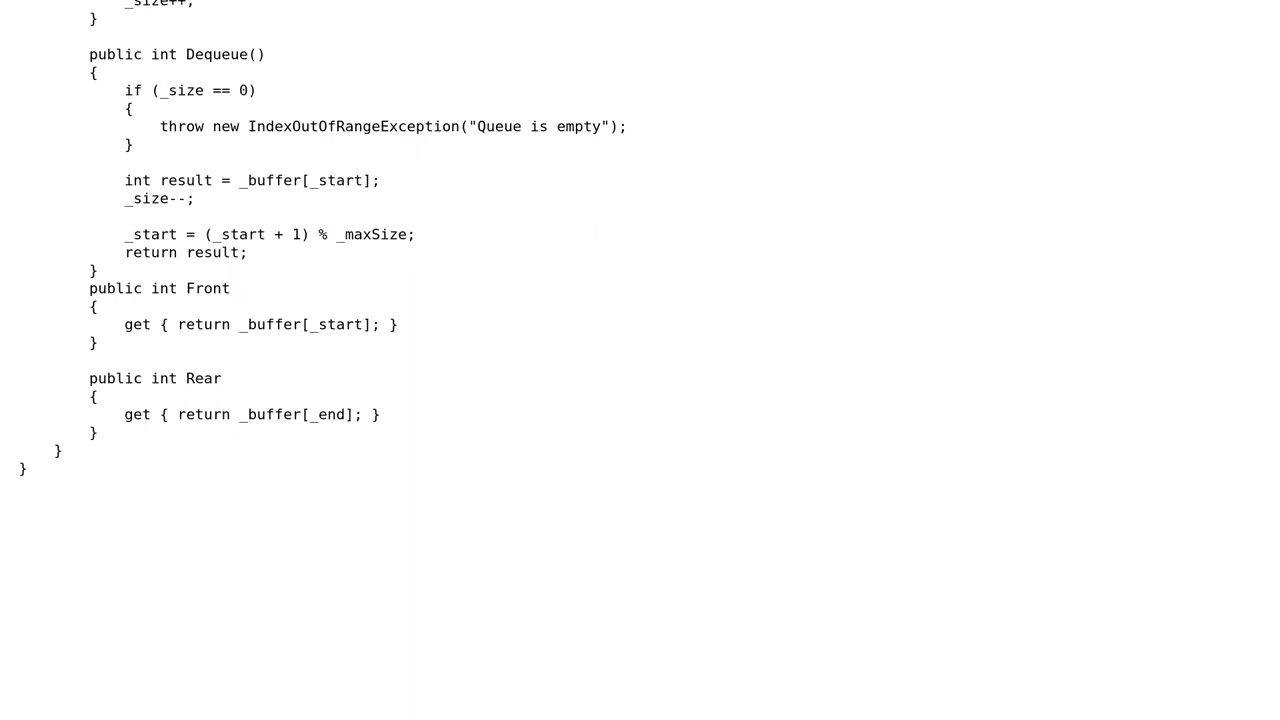 _size++;
}
public int Dequeue()
{
if (_size == 0)
{
throw new IndexOutOfRangeException("Queue is empty");
}
int result = _buffer[_start];
_size--;
_start = (_start + 1) % _maxSize;
return result;
}
public int Front
{
get { return _buffer[_start]; }
}
public int Rear
{
get { return _buffer[_end]; }
}
}
}